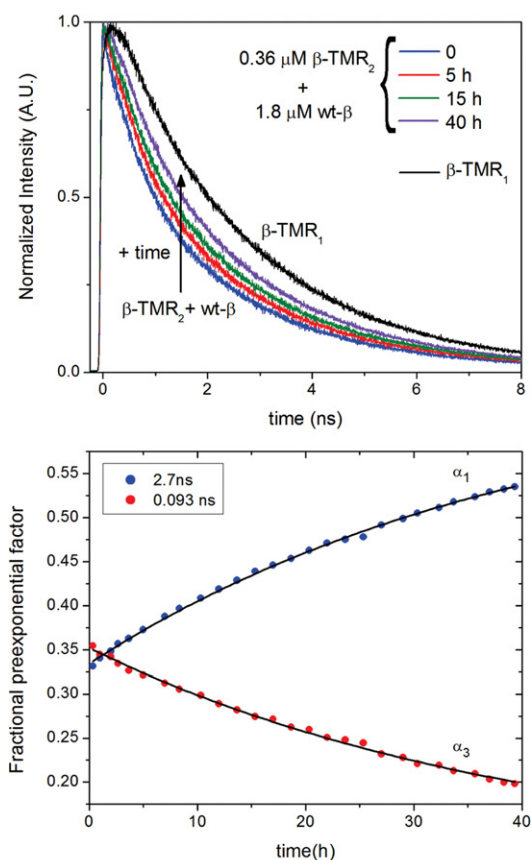 Normalized Intensity (A.U.)
1.0
0.5
0.0
0.36 μM β-TMR₂
+
1.8 μM wt-β
0
5 h
15 h
40 h
β-TMR₁
β-TMR₁
+ time
β-TMR₂+ wt-β
0 2 4 6 8
time (ns)
Fractional preexponential factor
0.55
0.50
0.45
0.40
0.35
0.30
0.25
0.20
2.7ns
0.093 ns
α₁
α₃
0 10 20 30 40
time(h)